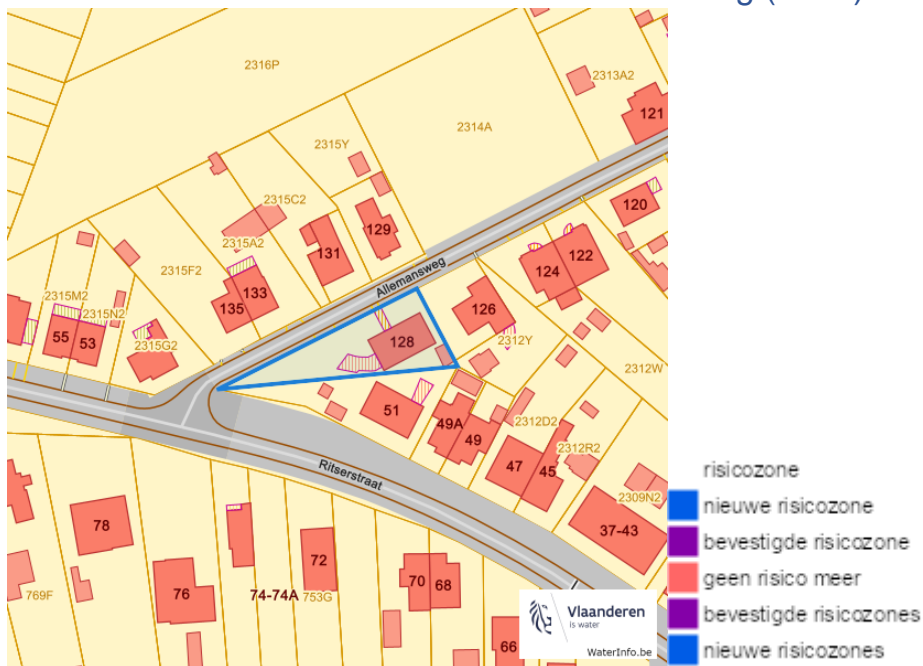 g (
2316P
2313A2
121
2314A
2315Y
120
2315C2
129
2315A2
131
122
124
2315F2
Allemansweg
133
135
126
2315M2
2315N2
55
53
2315G2
128
2312Y
2312W
51
49A
49
2312D2
2312R2
47
45
Ritserstraat
2309N2
37-43
78
72
70
68
76
74-74A
753G
769F
66
Vlaanderen
is water
WaterInfo.be
risicozone
nieuwe risicozone
bevestigde risicozone
geen risico meer
bevestigde risicozones
nieuwe risicozones